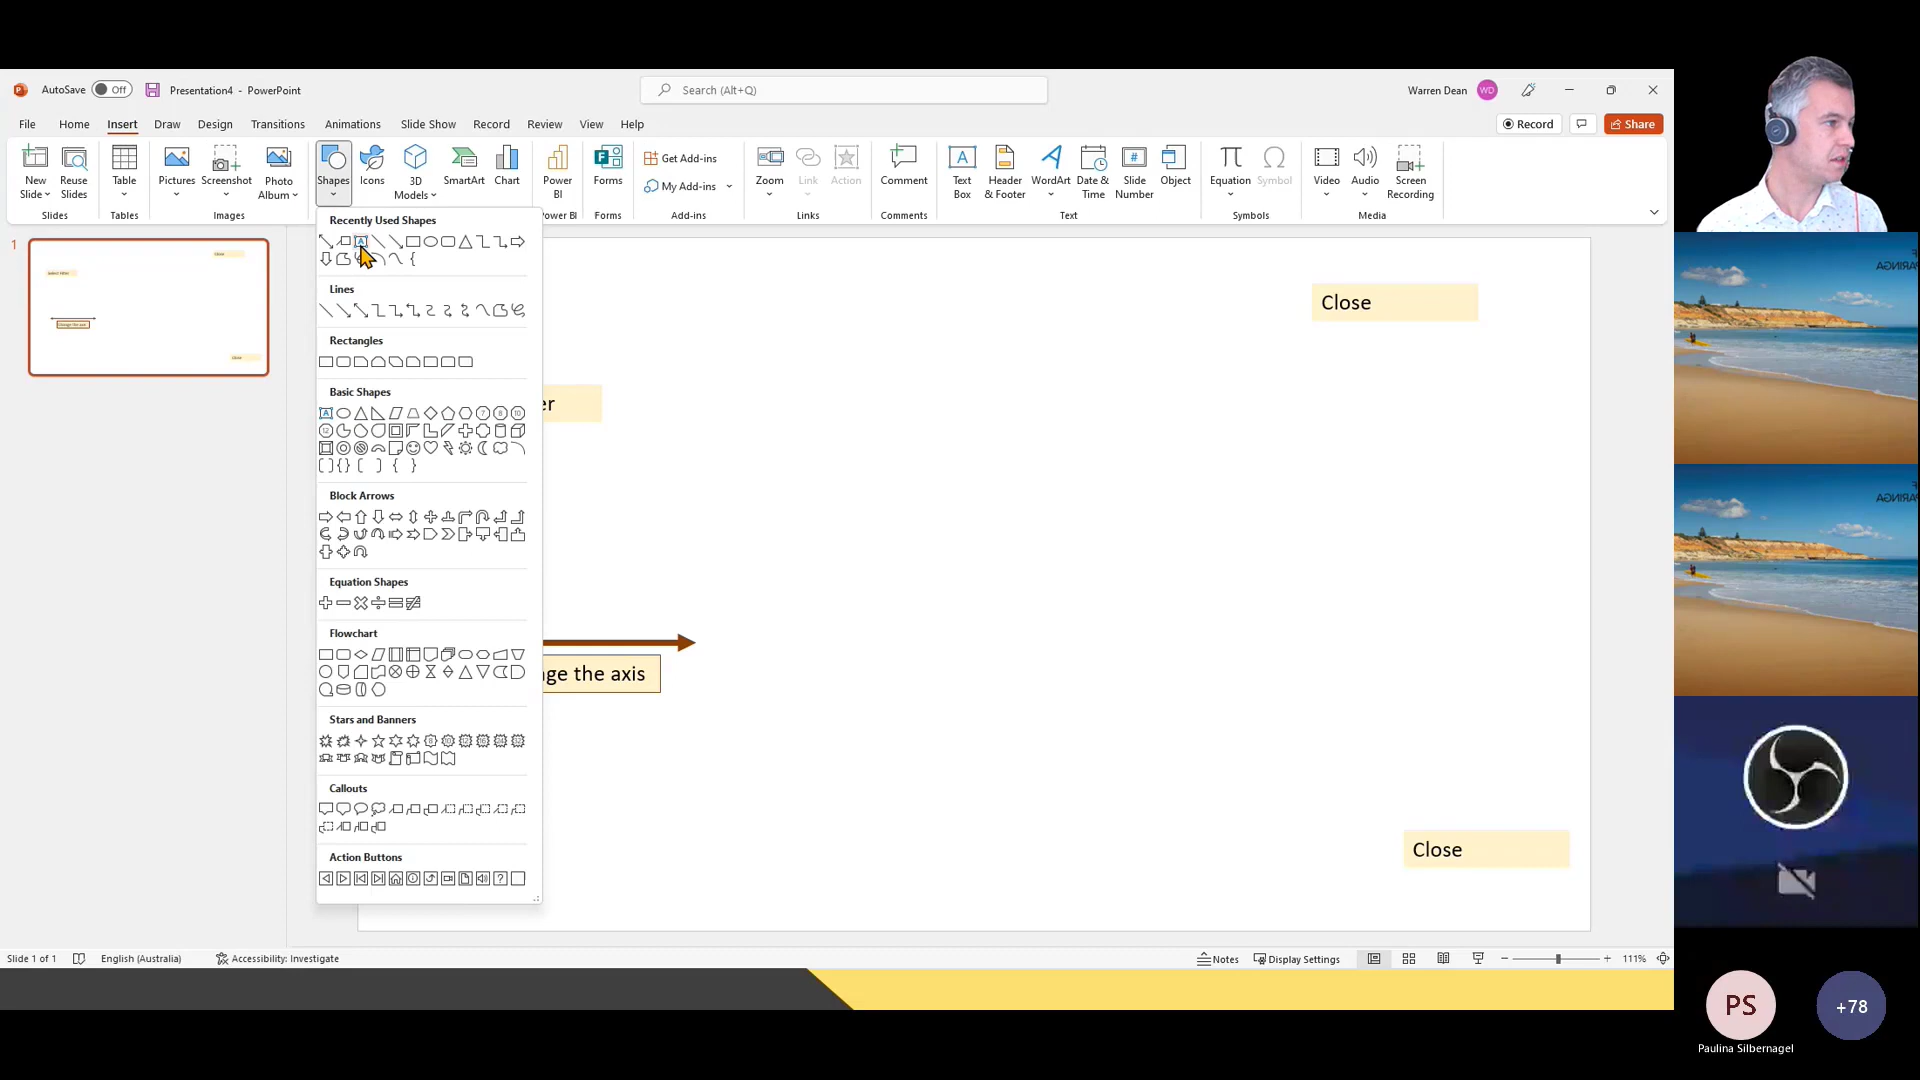 AutoSave Off Presentation4 - PowerPoint Search (Alt+Q) Warren Dean WD
File Home Insert Draw Design Transitions Animations Slide Show Record Review View Help Record Share
New Slide Reuse Slides Table Pictures Screenshot Photo Album Shapes Icons 3D Models SmartArt Chart Power BI Forms Get Add-ins My Add-ins Zoom Link Action Comment Text Box Header & Footer WordArt Date & Time Slide Number Object Equation Symbol Video Audio Screen Recording
Slides Tables Images Power BI Forms Add-ins Links Comments Text Symbols Media
Recently Used Shapes
Lines
Rectangles
Basic Shapes
Block Arrows
Equation Shapes
Flowchart
Stars and Banners
Callouts
Action Buttons
1
Close
er
nge the axis
Close
Slide 1 of 1 English (Australia) Accessibility: Investigate Notes Display Settings 111%
PS
+78
Paulina Silbernagel